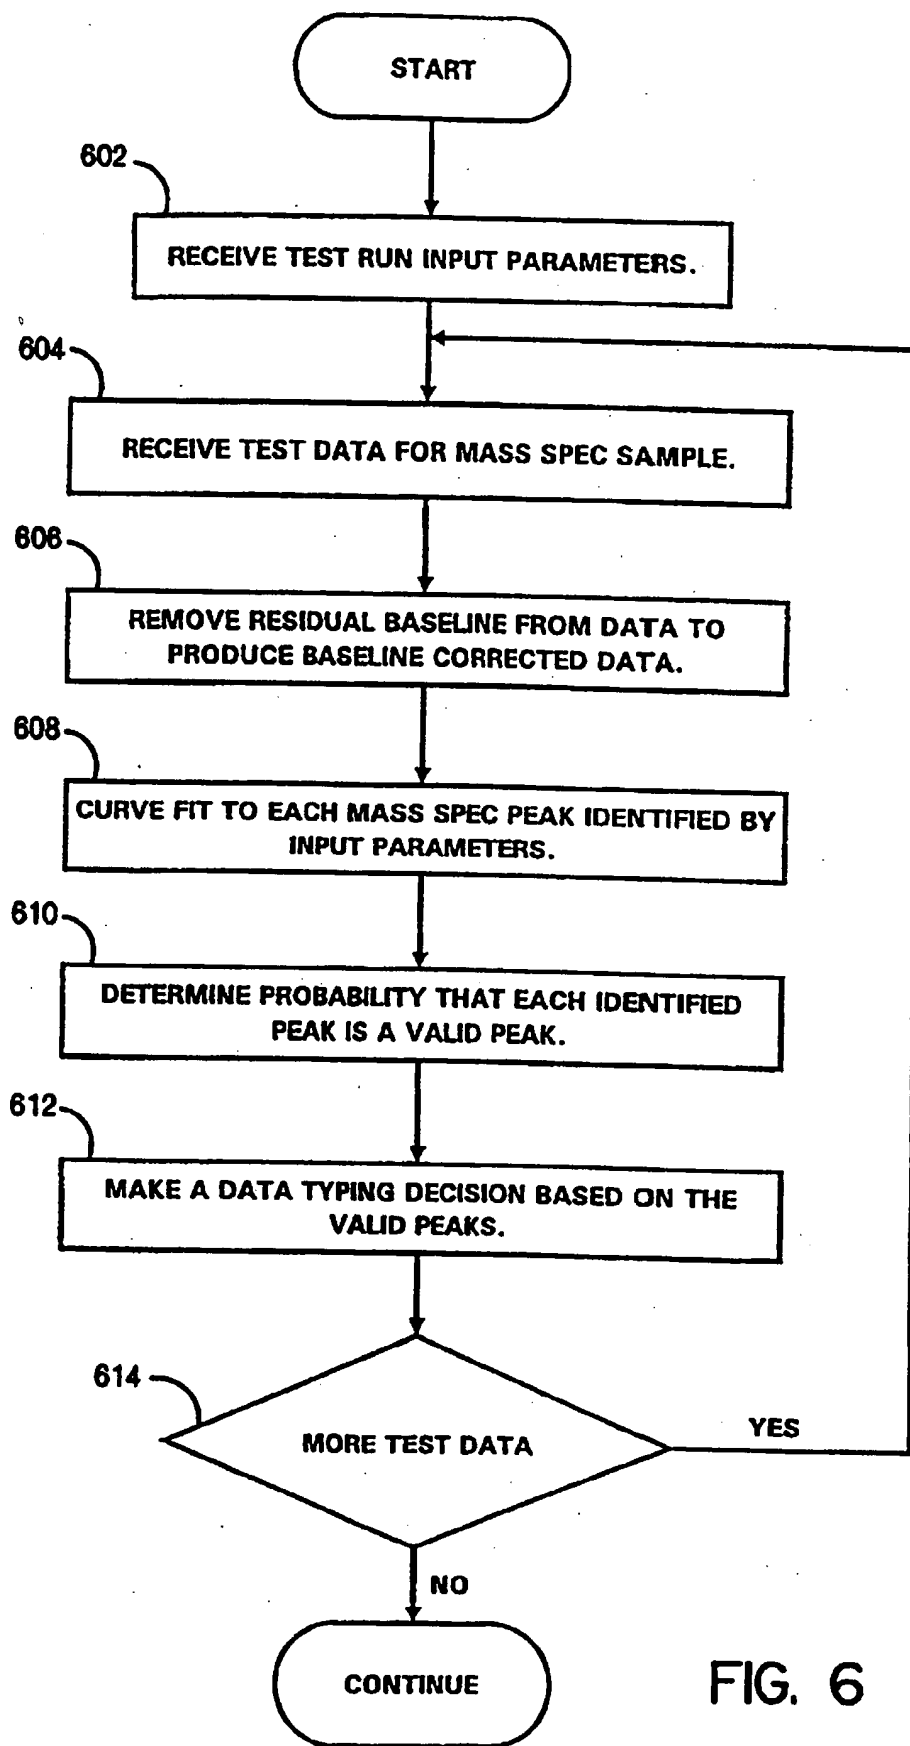 START
602
RECEIVE TEST RUN INPUT PARAMETERS.
604
RECEIVE TEST DATA FOR MASS SPEC SAMPLE.
606
REMOVE RESIDUAL BASELINE FROM DATA TO
PRODUCE BASELINE CORRECTED DATA.
608
CURVE FIT TO EACH MASS SPEC PEAK IDENTIFIED BY
INPUT PARAMETERS.
610
DETERMINE PROBABILITY THAT EACH IDENTIFIED
PEAK IS A VALID PEAK.
612
MAKE A DATA TYPING DECISION BASED ON THE
VALID PEAKS.
614
MORE TEST DATA
YES
NO
CONTINUE
FIG. 6